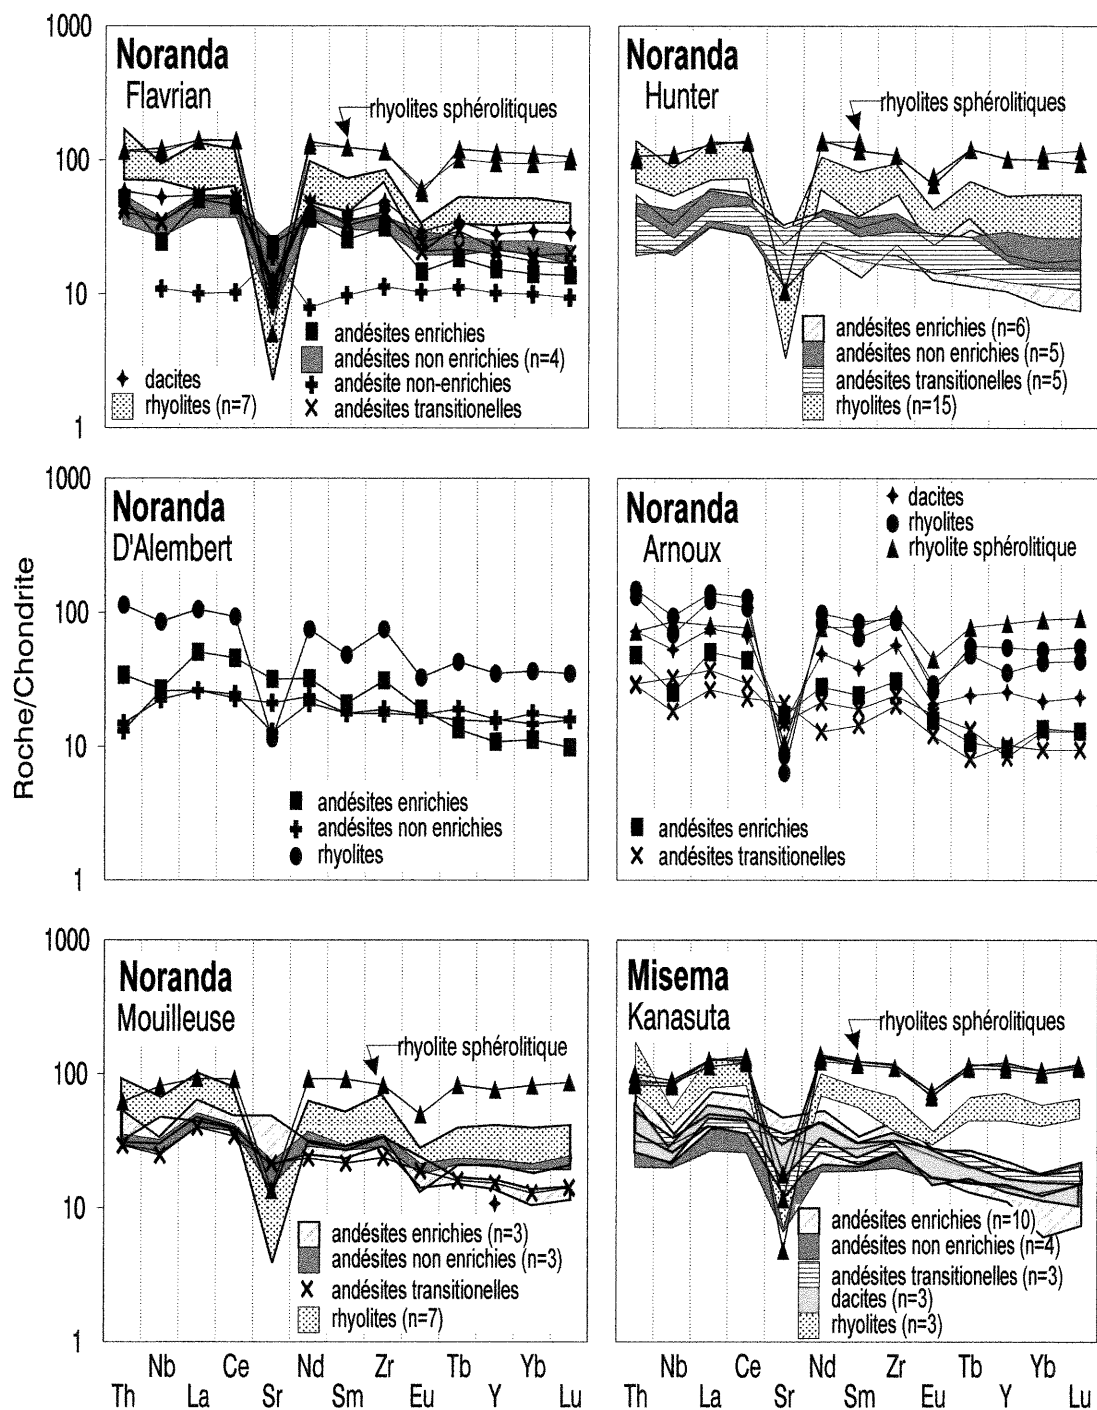 Roche/Chondrite
1000
100
10
1
Noranda
Flavrian
rhyolites sphérolitiques
andésites enrichies
andésites non enrichies (n=4)
dacites
andésite non-enrichies
rhyolites (n=7)
andésites transitionelles
Noranda
Hunter
rhyolites sphérolitiques
andésites enrichies (n=6)
andésites non enrichies (n=5)
andésites transitionelles (n=5)
rhyolites (n=15)
1000
100
10
1
Noranda
D'Alembert
andésites enrichies
andésites non enrichies
rhyolites
Noranda
Arnoux
dacites
rhyolites
rhyolite sphérolitique
andésites enrichies
andésites transitionelles
1000
100
10
1
Noranda
Mouilleuse
rhyolite sphérolitique
andésites enrichies (n=3)
andésites non enrichies (n=3)
andésites transitionelles
rhyolites (n=7)
Misema
Kanasuta
rhyolites sphérolitiques
andésites enrichies (n=10)
andésites non enrichies (n=4)
andésites transitionelles (n=3)
dacites (n=3)
rhyolites (n=3)
Nb Ce Nd Zr Tb Yb
Th La Sr Sm Eu Y Lu
Nb Ce Nd Zr Tb Yb
Th La Sr Sm Eu Y Lu